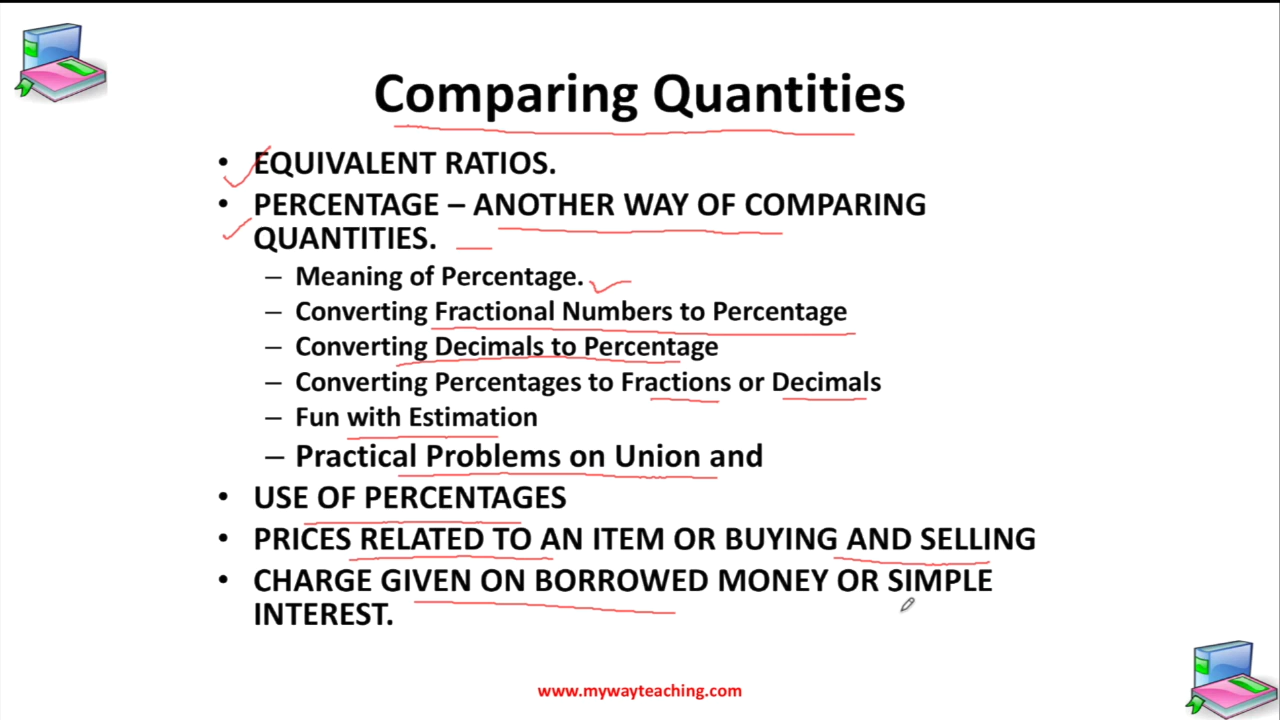 Comparing Quantities
• EQUIVALENT RATIOS.
• PERCENTAGE – ANOTHER WAY OF COMPARING
QUANTITIES.
– Meaning of Percentage.
– Converting Fractional Numbers to Percentage
– Converting Decimals to Percentage
– Converting Percentages to Fractions or Decimals
– Fun with Estimation
– Practical Problems on Union and
• USE OF PERCENTAGES
• PRICES RELATED TO AN ITEM OR BUYING AND SELLING
• CHARGE GIVEN ON BORROWED MONEY OR SIMPLE
INTEREST.
www.mywayteaching.com